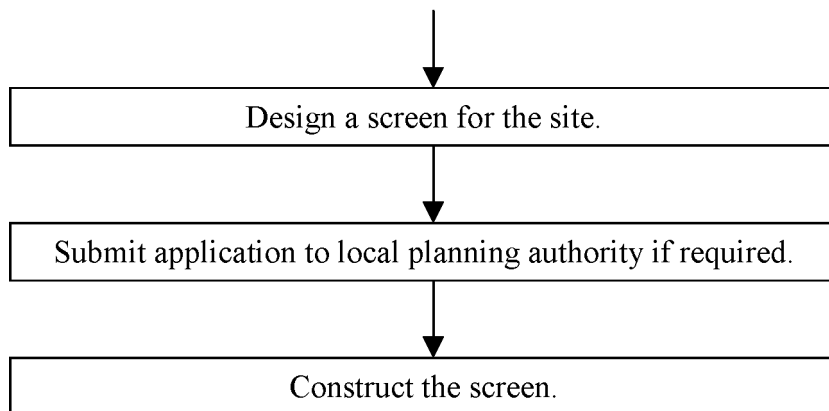 Design a screen for the site.
Submit application to local planning authority if required.
Construct the screen.